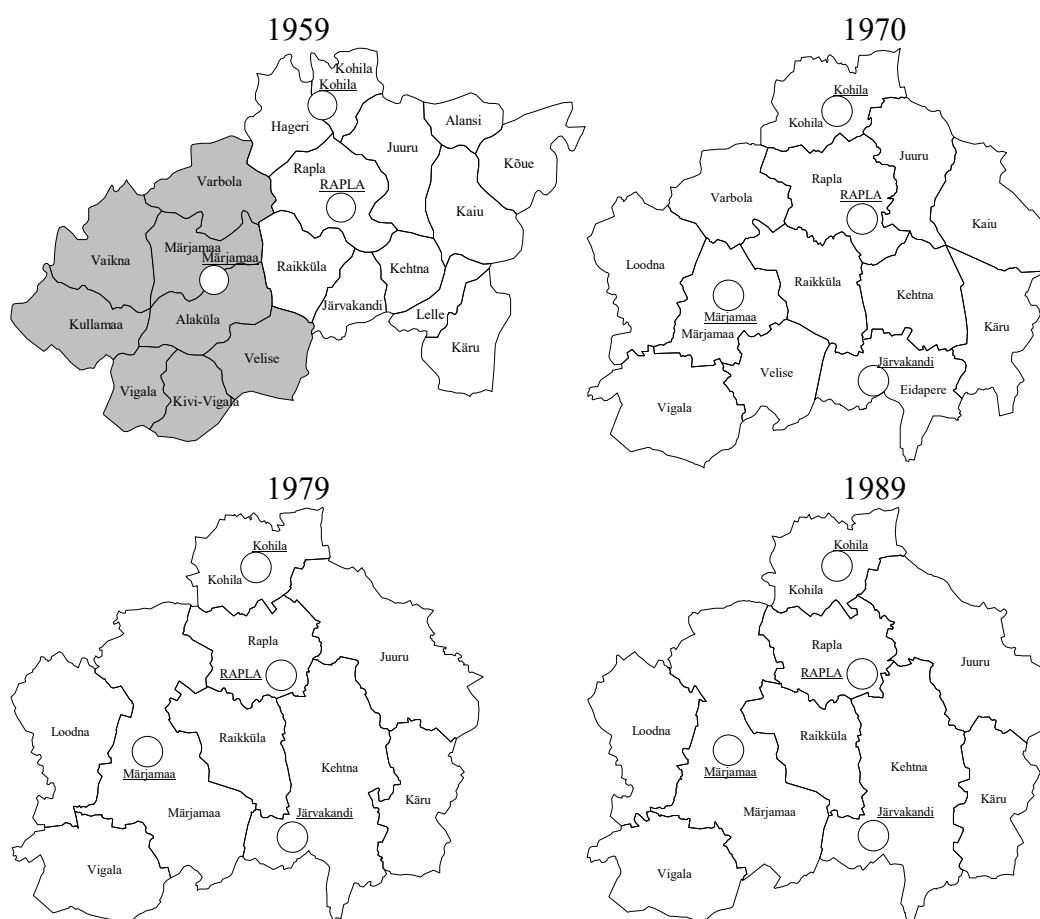 1959
Kohila
Kohila
Hageri
Alansi
Juuru
Kõue
Rapla
RAPLA
Varbola
Kaiu
Märjamaa
Märjamaa
Vaikna
Raikküla
Kehtna
Järvakandi
Kullamaa
Alaküla
Lelle
Velise
Käru
Vigala
Kivi-Vigala
1970
Kohila
Kohila
Juuru
Rapla
RAPLA
Varbola
Kaiu
Loodna
Raikküla
Kehtna
Märjamaa
Märjamaa
Käru
Järvakandi
Velise
Eidapere
Vigala
1979
Kohila
Kohila
Rapla
Juuru
RAPLA
Loodna
Raikküla
Kehtna
Märjamaa
Käru
Märjamaa
Järvakandi
Vigala
1989
Kohila
Kohila
Rapla
Juuru
RAPLA
Loodna
Raikküla
Kehtna
Märjamaa
Käru
Märjamaa
Järvakandi
Vigala